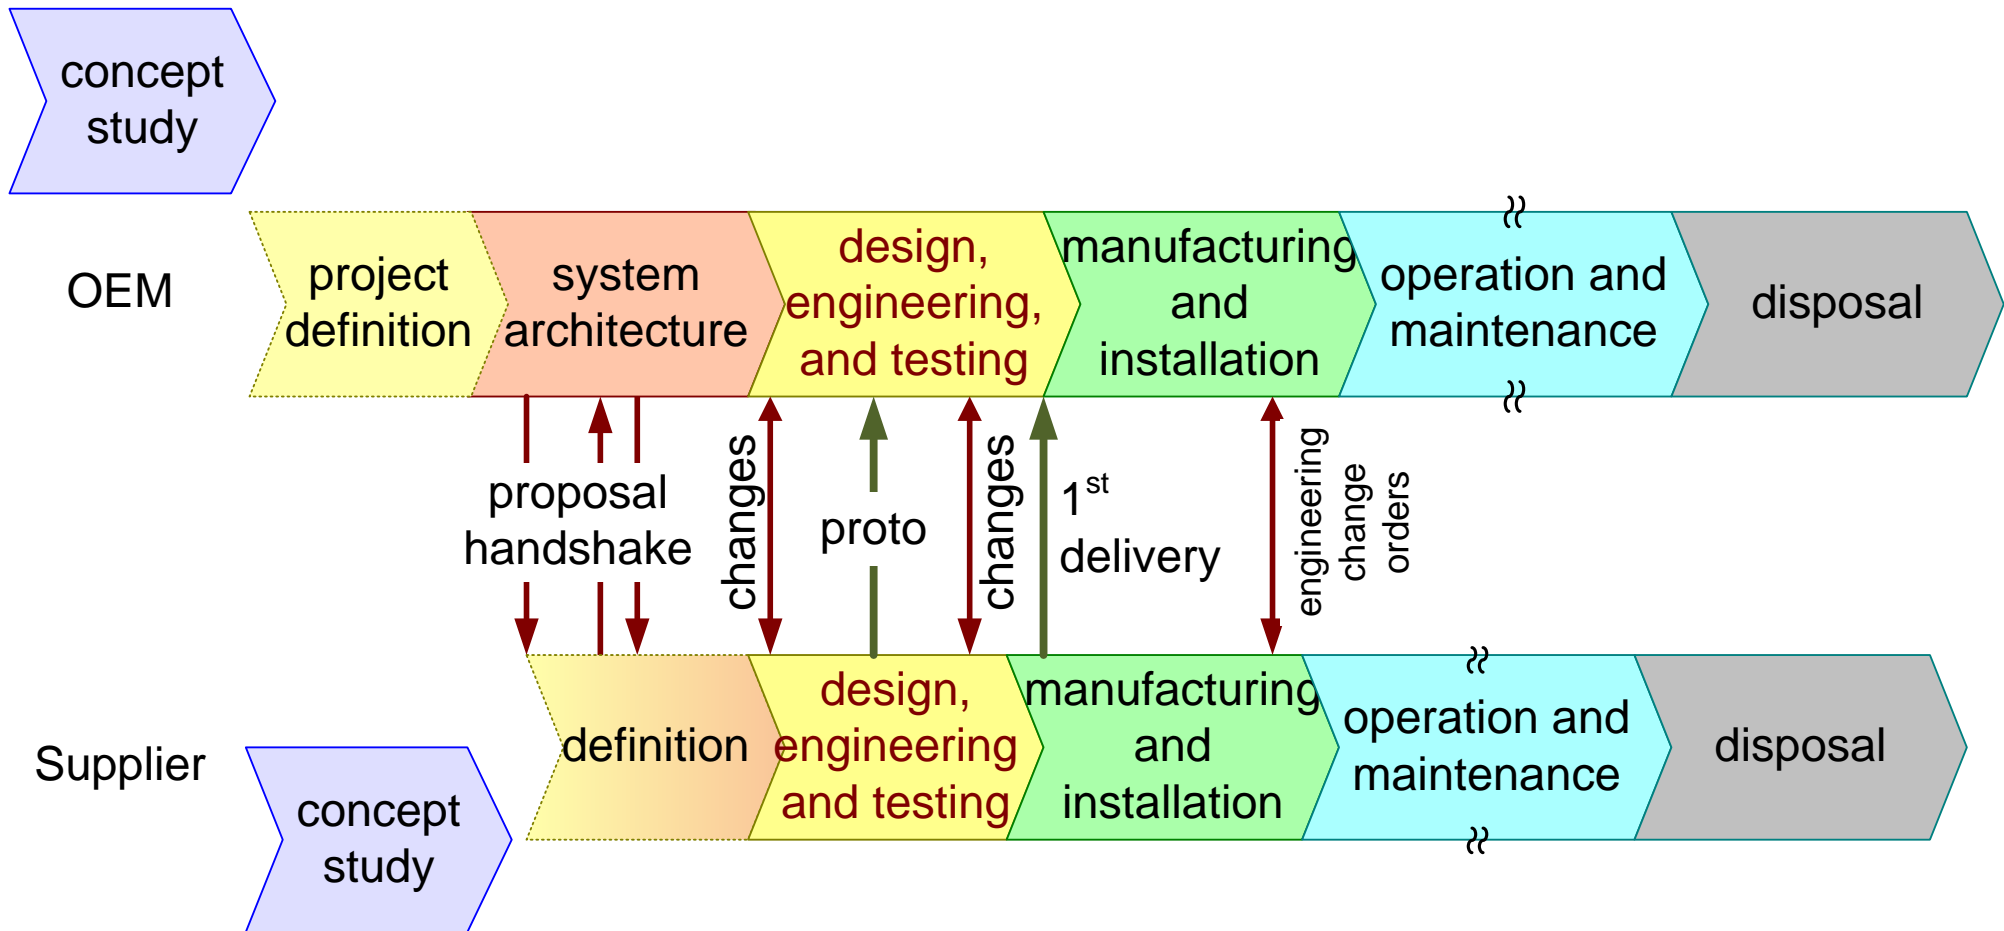 concept
study
OEM
project
definition
system
architecture
design,
engineering,
and testing
manufacturing
and
installation
operation and
maintenance
disposal
proposal
handshake
changes
proto
changes
1st
delivery
engineering
change
orders
Supplier
concept
study
definition
design,
engineering
and testing
manufacturing
and
installation
operation and
maintenance
disposal